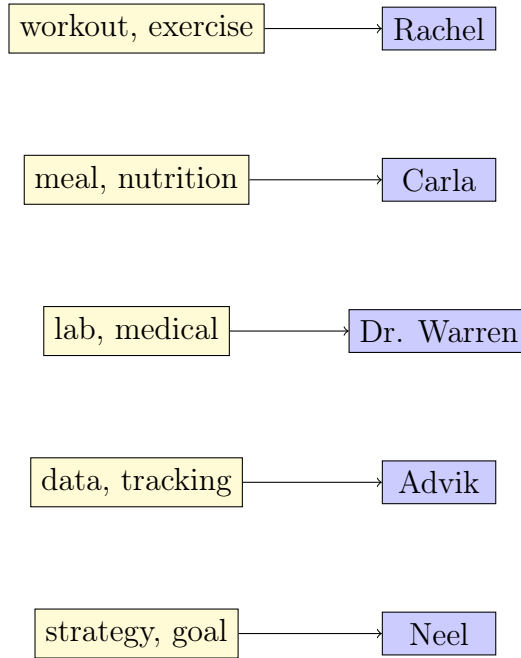 workout, exercise
Rachel
meal, nutrition
Carla
lab, medical
Dr. Warren
data, tracking
Advik
strategy, goal
Neel